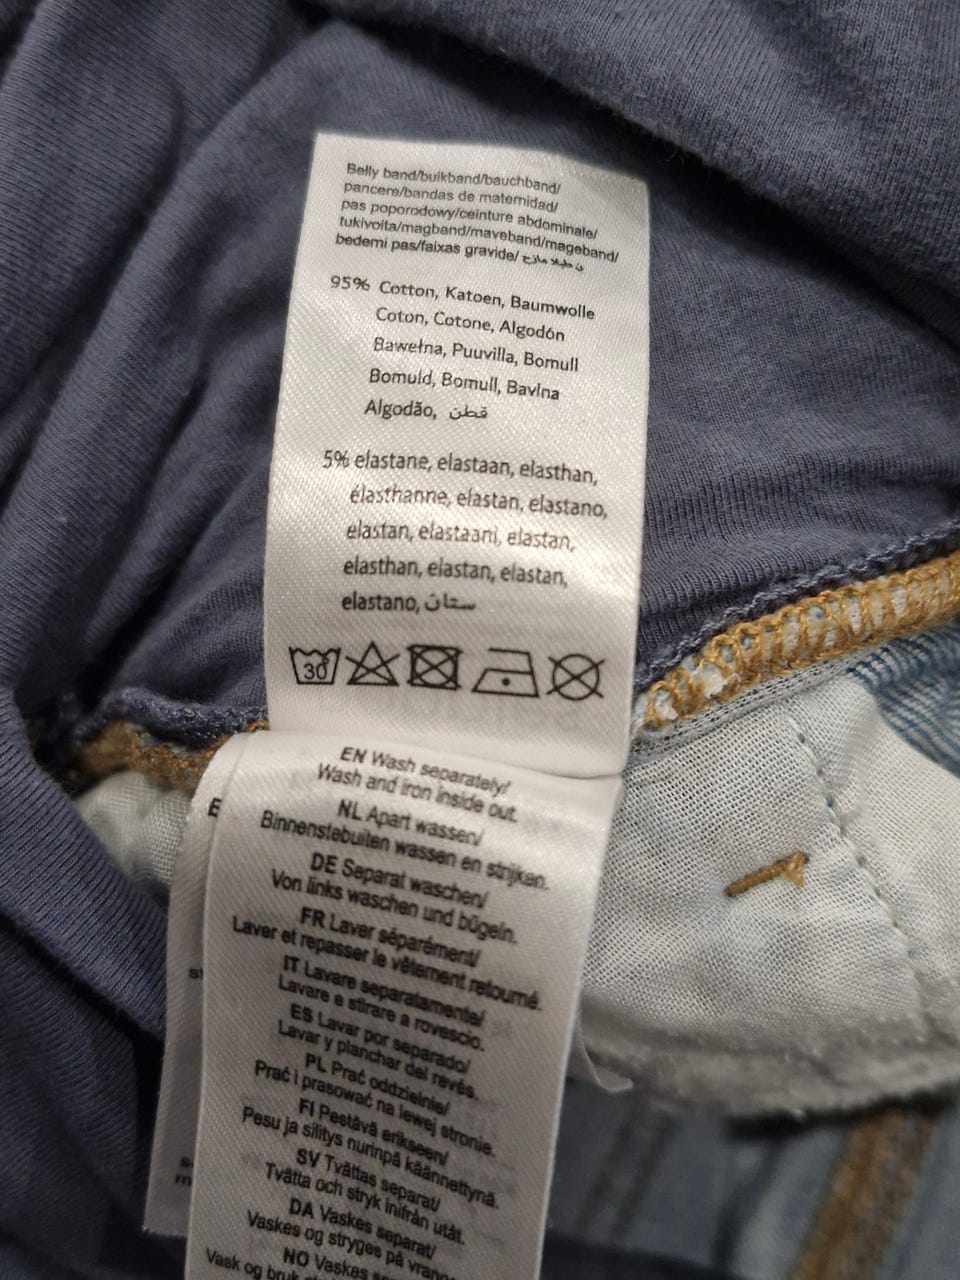 Belly band/buikband/bauchband/
pancere/bandas de maternidad/
pas poporodowy/ceinture abdominale/
tukivoita/magband/maveband/mageband/
bedemi pas/faixas gravide/
95% Cotton, Katoen, Baumwolle
Coton, Cotone, Algodón
Bawełna, Puuvilla, Bomull
Bomuld, Bomull, Bavlna
Algodão, قطن
5% elastane, elastaan, elasthan,
élasthanne, elastan, elastano,
elastan, elastaani, elastan,
elasthan, elastan, elastan,
elastano, ستان
30
EN Wash separately/
Wash and iron inside out.
NL Apart wassen/
Binnenstebuiten wassen en strijken.
DE Separat waschen/
Von links waschen und bügeln.
FR Laver séparément/
Laver et repasser le vêtement retourné.
IT Lavare separatamente/
Lavare e stirare a rovescio.
ES Lavar por separado/
Lavar y planchar del revés.
PL Prać oddzielnie/
Prać i prasować na lewej stronie.
FI Pestävä erikseen/
Pesu ja silitys nurinpä käännettynä.
SV Tvättas separat/
Tvätta och stryk inifrån utåt.
DA Vaskes separat/
Vaskes og stryges på
NO Vaskes
Vask og